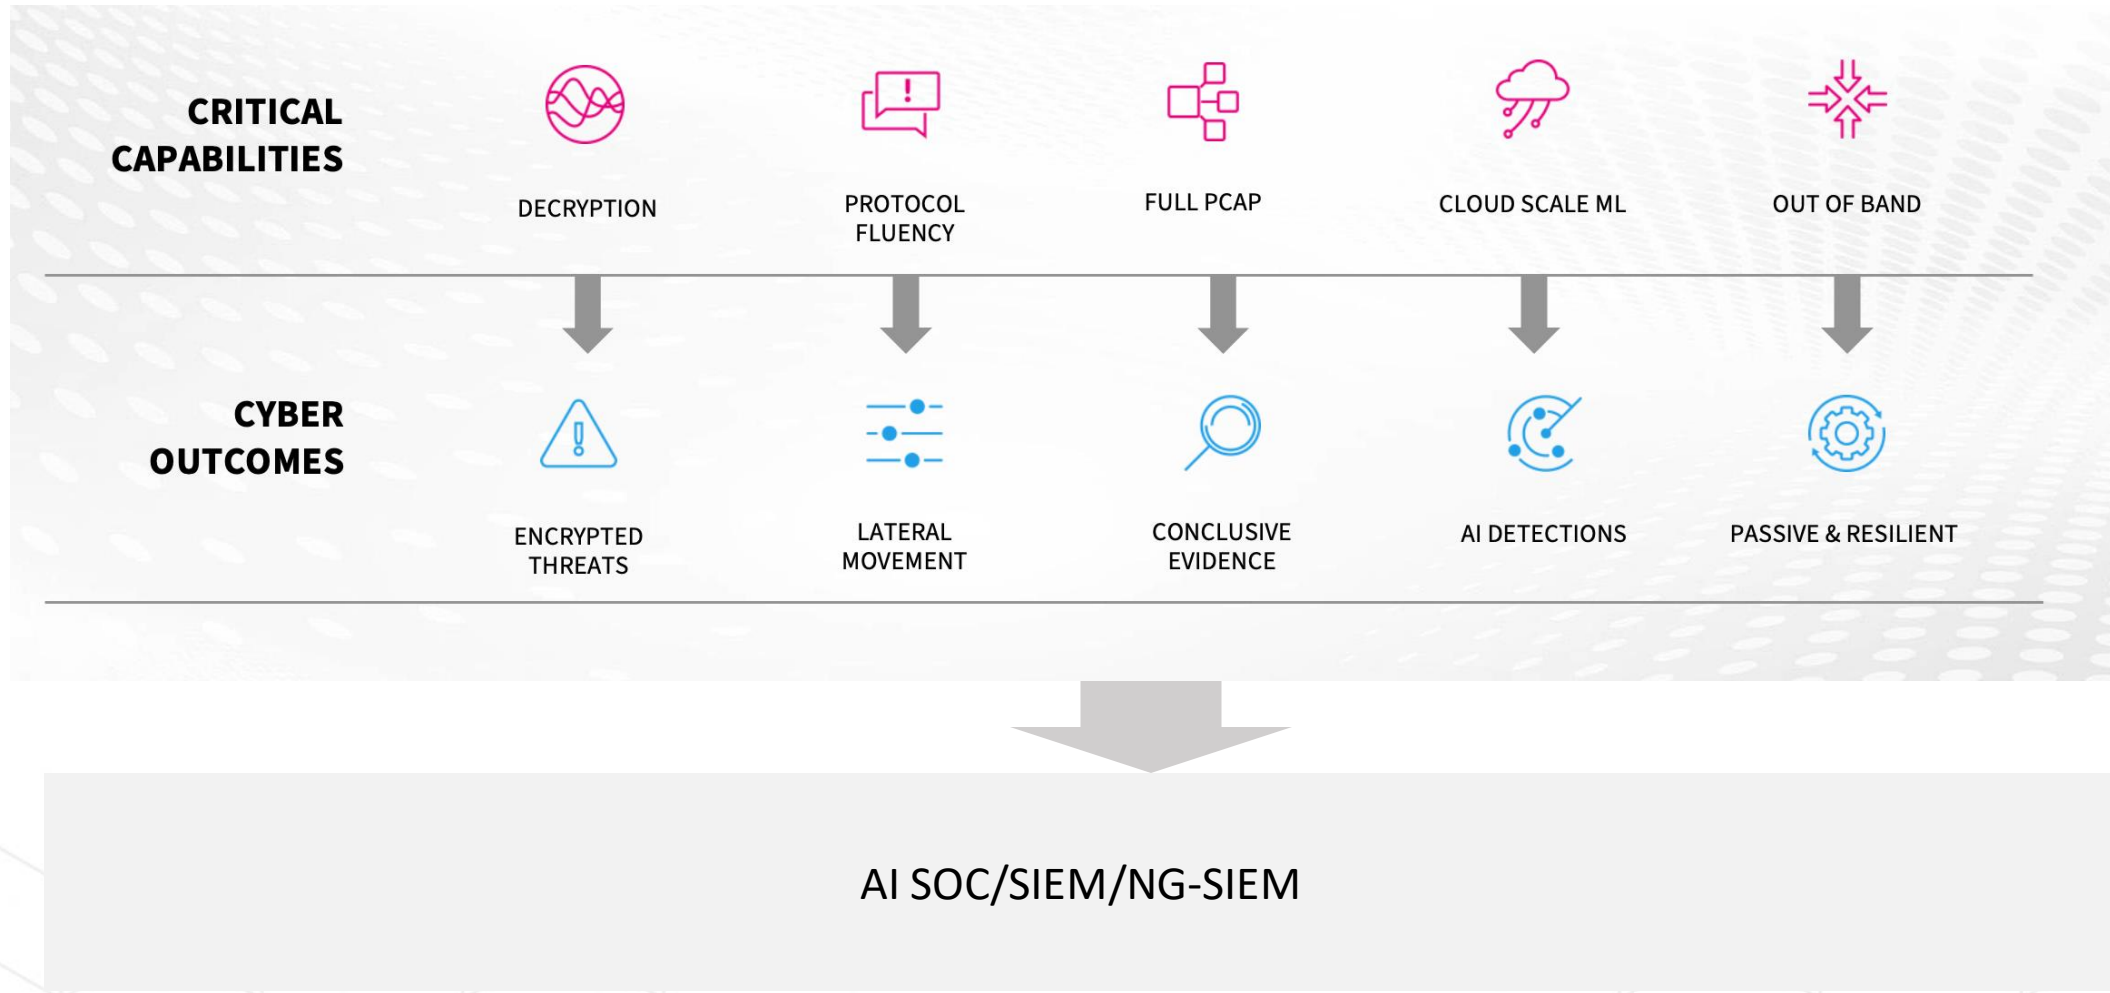 CRITICAL
CAPABILITIES
DECRYPTION
PROTOCOL
FLUENCY
FULL PCAP
CLOUD SCALE ML
OUT OF BAND
CYBER
OUTCOMES
ENCRYPTED
THREATS
LATERAL
MOVEMENT
CONCLUSIVE
EVIDENCE
AI DETECTIONS
PASSIVE & RESILIENT
AI SOC/SIEM/NG-SIEM